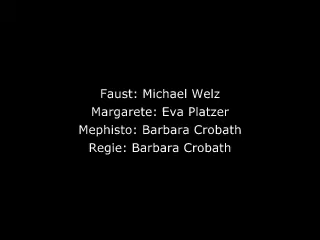 Faust: Michael Welz
Margarete: Eva Platzer
Mephisto: Barbara Crobath
Regie: Barbara Crobath